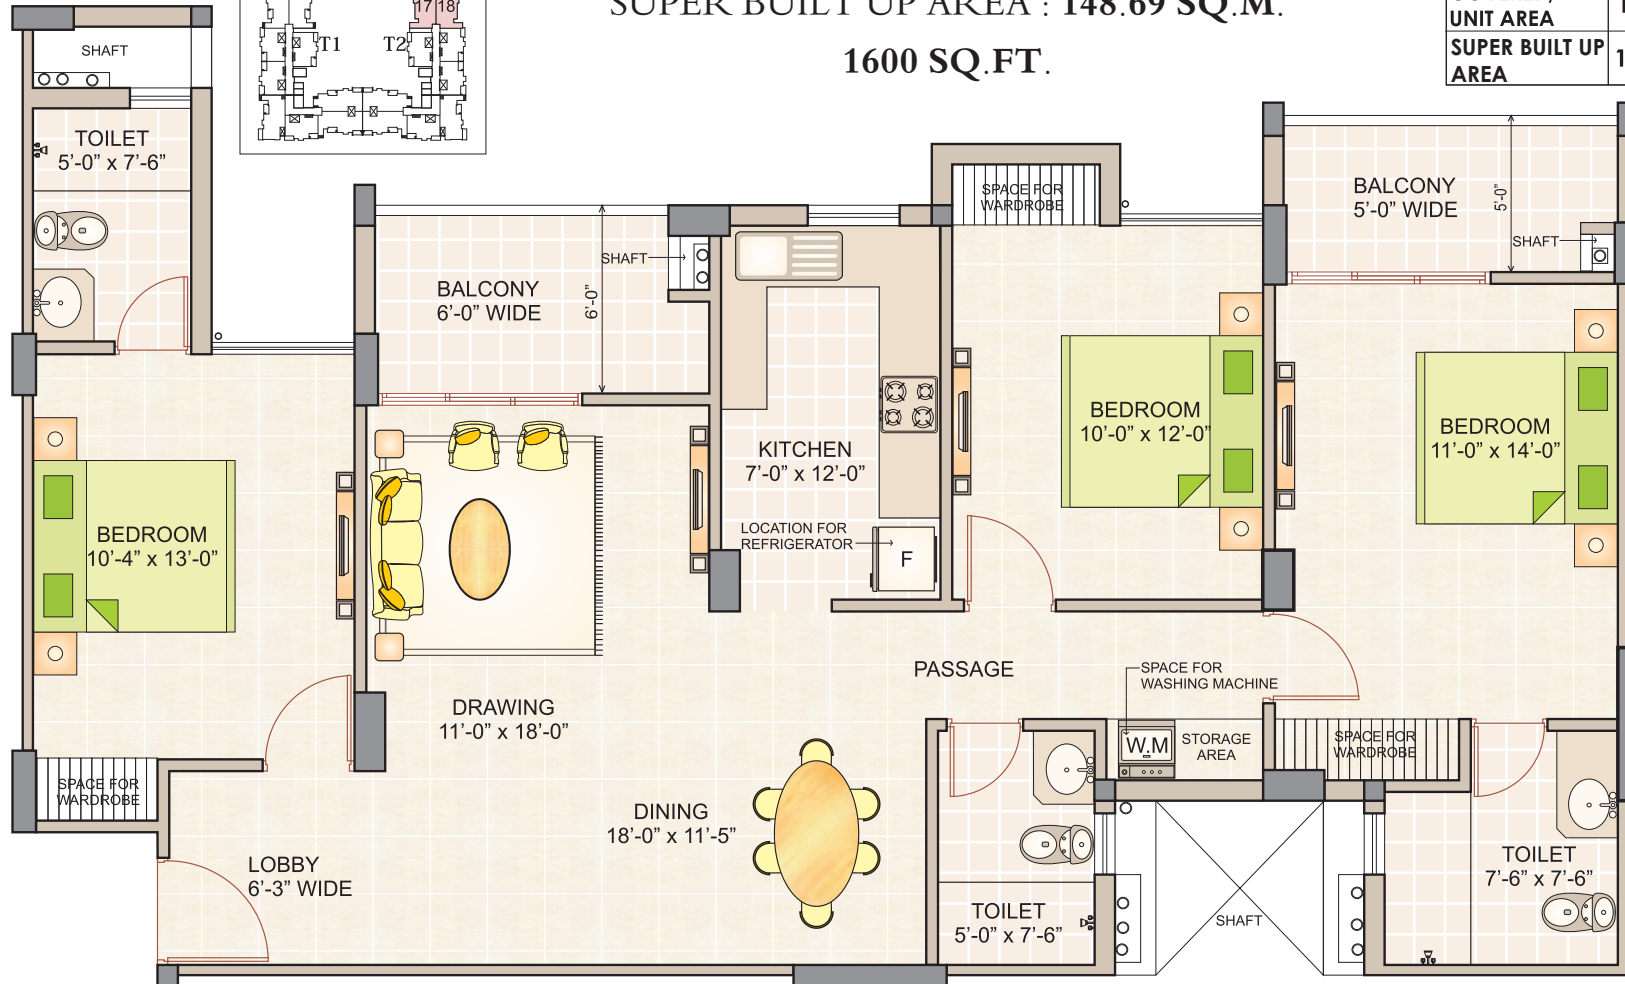 SUPER BUILT UP AREA : 148.69 SQ.M.
1600 SQ.FT.
UNIT AREA
SUPER BUILT UP
AREA
17 18
T1
T2
SHAFT
TOILET
5'-0" x 7'-6"
BALCONY
6'-0" WIDE
6'-0"
SHAFT
SPACE FOR
WARDROBE
BALCONY
5'-0" WIDE
5'-0"
SHAFT
KITCHEN
7'-0" x 12'-0"
LOCATION FOR
REFRIGERATOR
F
BEDROOM
10'-0" x 12'-0"
BEDROOM
11'-0" x 14'-0"
BEDROOM
10'-4" x 13'-0"
DRAWING
11'-0" x 18'-0"
PASSAGE
SPACE FOR
WASHING MACHINE
W.M
STORAGE
AREA
SPACE FOR
WARDROBE
SPACE FOR
WARDROBE
DINING
18'-0" x 11'-5"
LOBBY
6'-3" WIDE
TOILET
5'-0" x 7'-6"
SHAFT
TOILET
7'-6" x 7'-6"